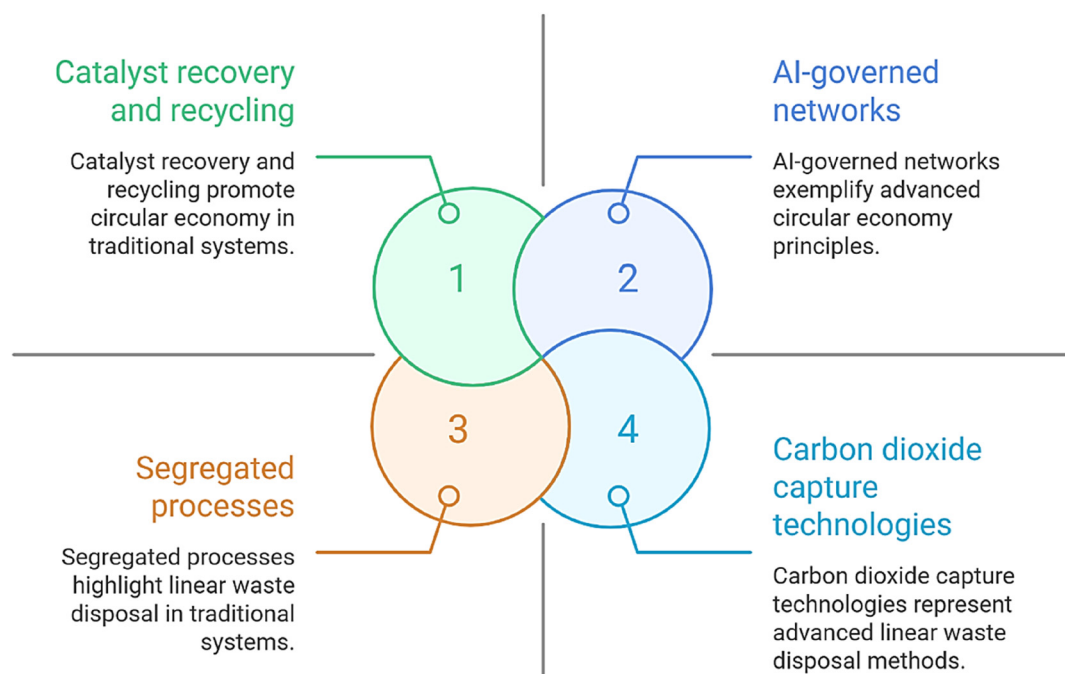 Catalyst recovery
and recycling
Catalyst recovery and
recycling promote
circular economy in
traditional systems.
AI-governed
networks
AI-governed networks
exemplify advanced
circular economy
principles.
1
2
3
4
Segregated
processes
Segregated processes
highlight linear waste
disposal in traditional
systems.
Carbon dioxide
capture
technologies
Carbon dioxide capture
technologies represent
advanced linear waste
disposal methods.